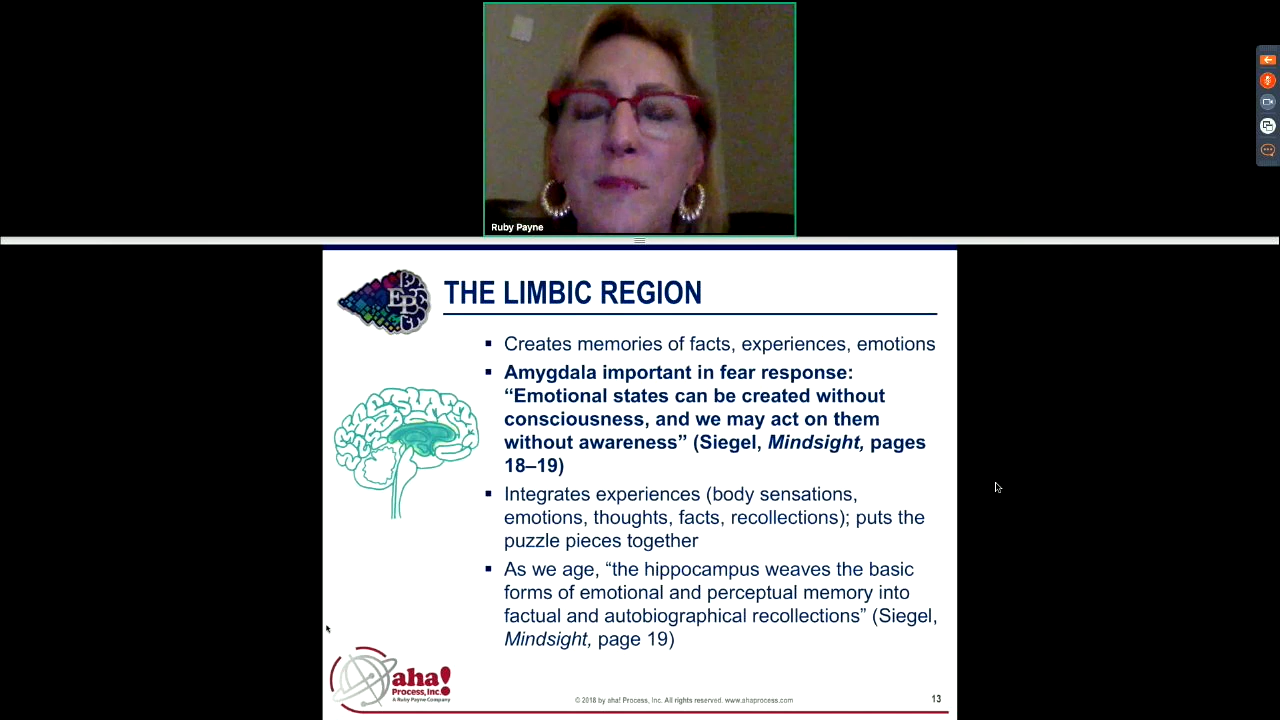 Ruby Payne
EP
THE LIMBIC REGION
▪ Creates memories of facts, experiences, emotions
▪ Amygdala important in fear response:
“Emotional states can be created without
consciousness, and we may act on them
without awareness” (Siegel, Mindsight, pages
18–19)
▪ Integrates experiences (body sensations,
emotions, thoughts, facts, recollections); puts the
puzzle pieces together
▪ As we age, “the hippocampus weaves the basic
forms of emotional and perceptual memory into
factual and autobiographical recollections” (Siegel,
Mindsight, page 19)
aha!
Process, Inc.
A Ruby Payne Company
© 2018 by aha! Process, Inc. All rights reserved. www.ahaprocess.com
13